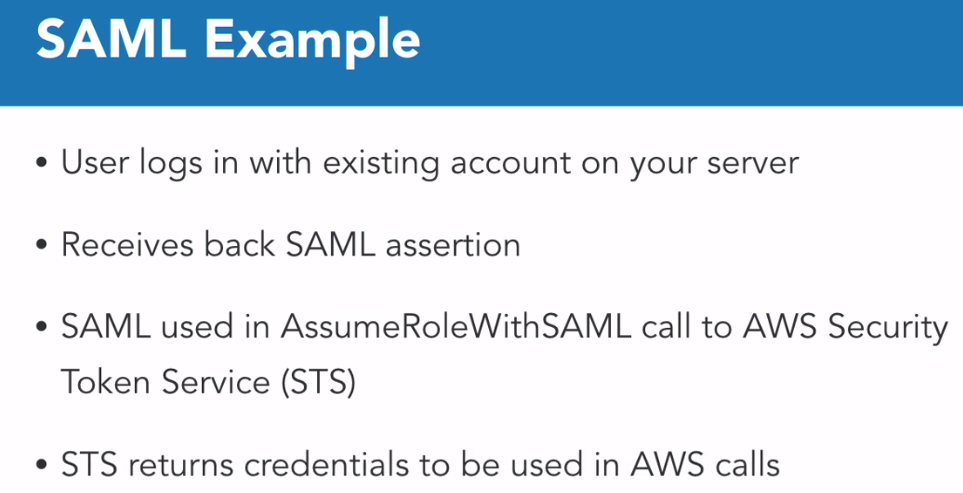 SAML Example
• User logs in with existing account on your server
• Receives back SAML assertion
• SAML used in AssumeRoleWithSAML call to AWS Security
Token Service (STS)
• STS returns credentials to be used in AWS calls